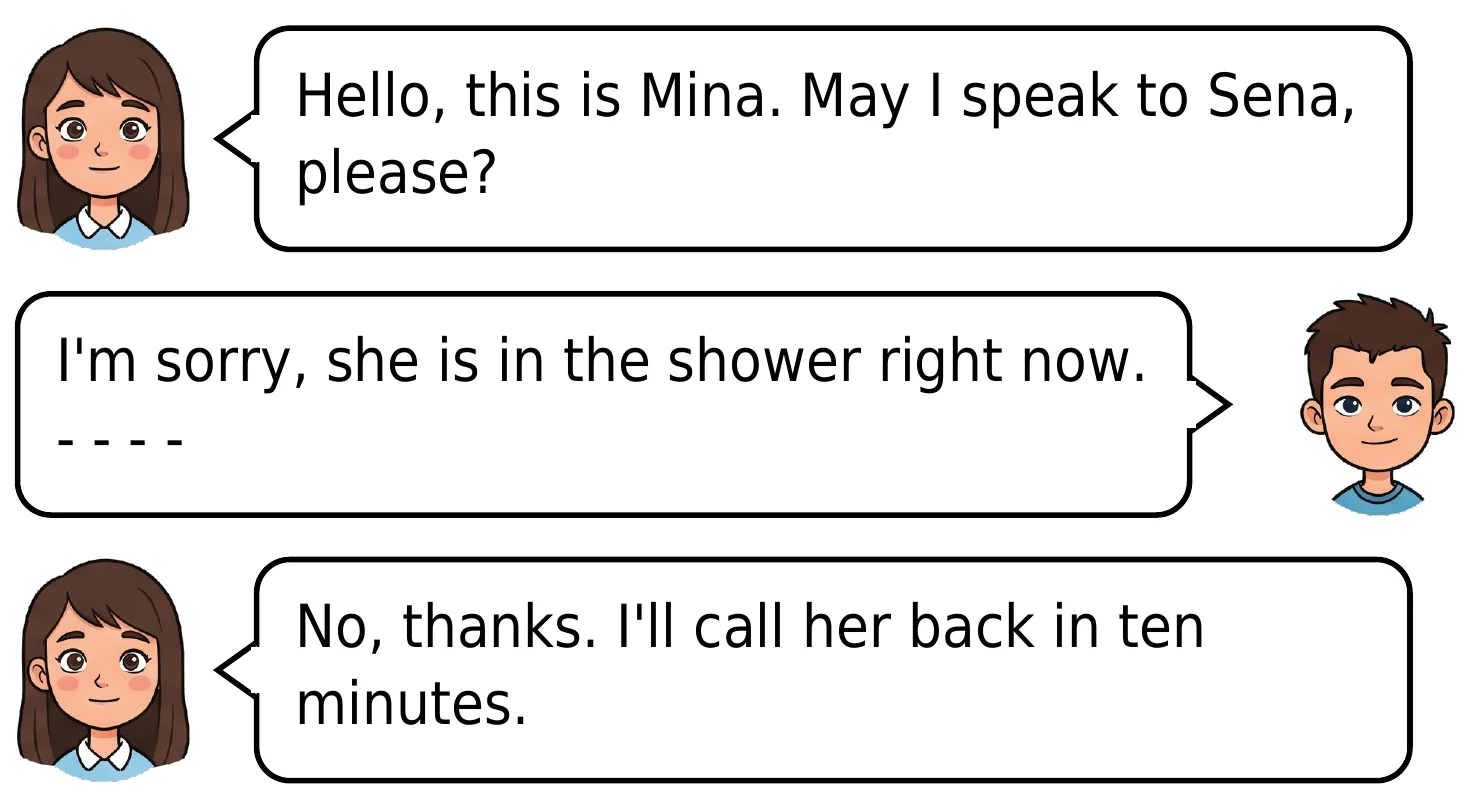 Hello, this is Mina. May I speak to Sena,
please?
I'm sorry, she is in the shower right now.
- - - -
No, thanks. I'll call her back in ten
minutes.